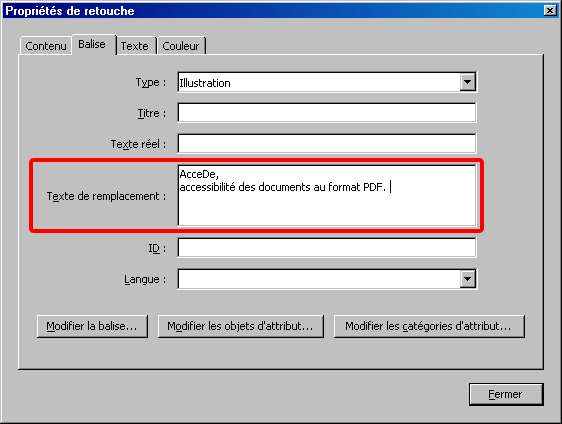 Propriétés de retouche
Contenu Balise Texte Couleur
Type : Illustration
Titre :
Texte réel :
Texte de remplacement : AcceDe,
accessibilité des documents au format PDF.
ID :
Langue :
Modifier la balise... Modifier les objets d'attribut... Modifier les catégories d'attribut...
Fermer